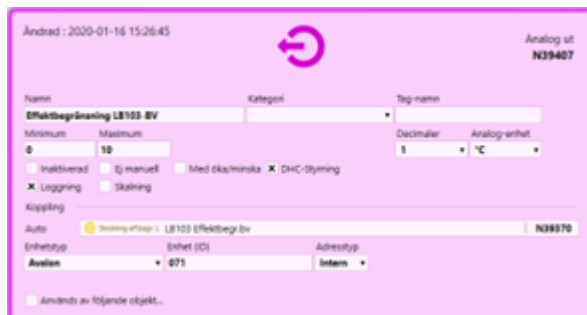 Ändrad : 2020-01-16 15:26:45
Analog ut
N39407
Namn Kategori Tag-namn
Effektbegränsning LB103-BV
Minimum Maximum Decimaler Analog-enhet
0 10 1 °C
Inaktiverad Ej manuell Med öka/minska DHC-Styrning
Loggning Skalning
Koppling
Auto LB103 Effektbegr.bv N39370
Enhetstyp Enhet (ID) Adresstyp
Avalon 071 Intern
Används av följande objekt...